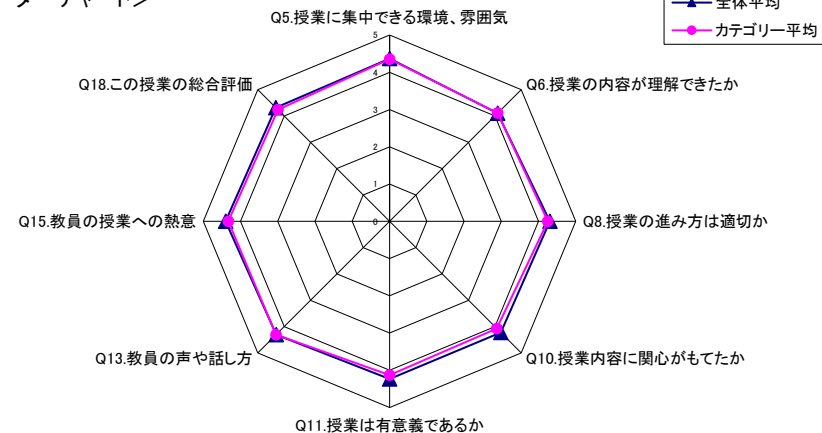 全体平均
カテゴリー平均
Q5.授業に集中できる環境、雰囲気
Q18.この授業の総合評価
Q6.授業の内容が理解できたか
Q15.教員の授業への熱意
Q8.授業の進み方は適切か
Q13.教員の声や話し方
Q10.授業内容に関心がもてたか
Q11.授業は有意義であるか
5
4
3
2
1
0